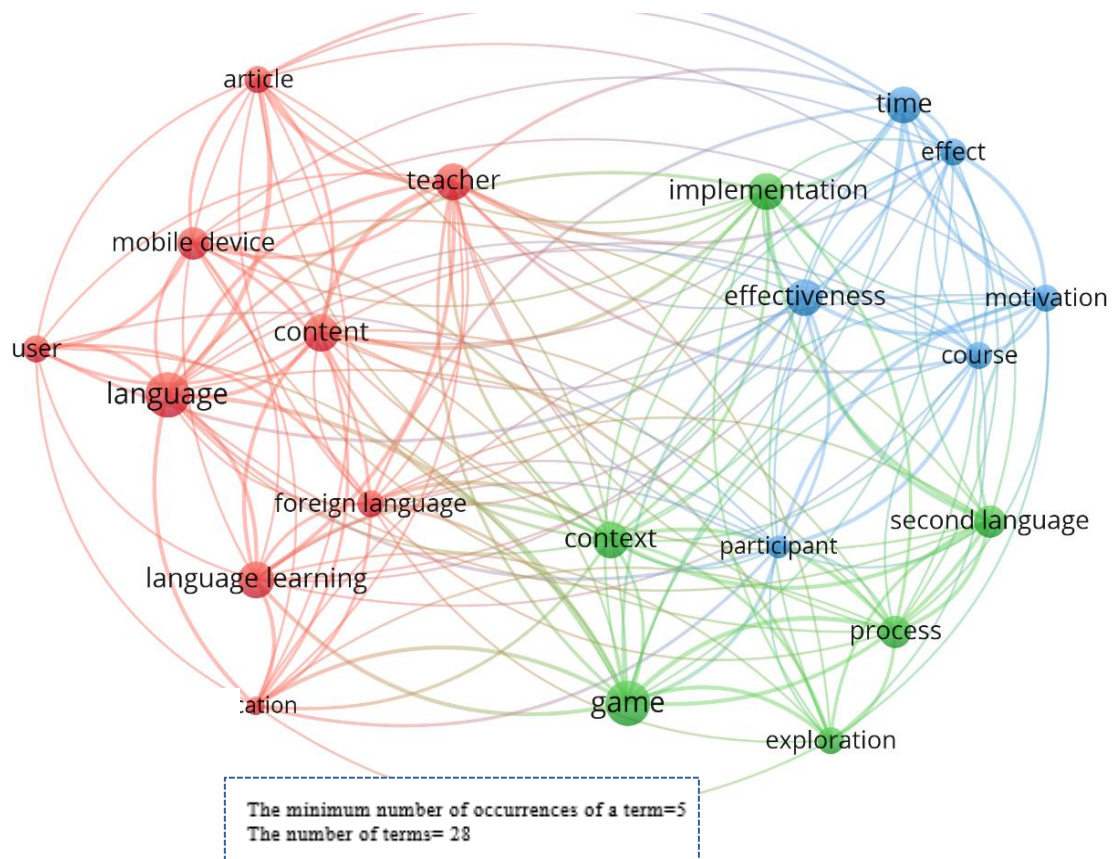 article
time
effect
teacher
implementation
mobile device
effectiveness
motivation
content
user
course
language
foreign language
second language
context
participant
language learning
process
game
cation
exploration
The minimum number of occurrences of a term=5
The number of terms= 28